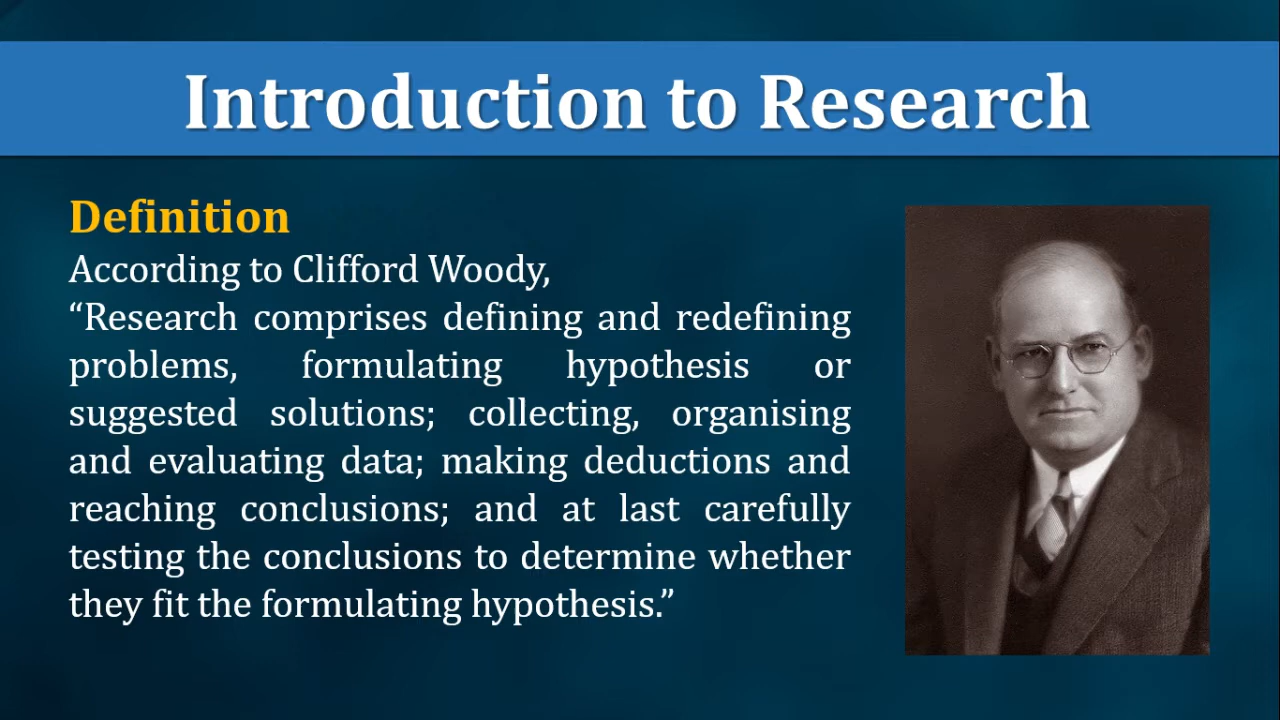 Introduction to Research
Definition
According to Clifford Woody,
“Research comprises defining and redefining
problems, formulating hypothesis or
suggested solutions; collecting, organising
and evaluating data; making deductions and
reaching conclusions; and at last carefully
testing the conclusions to determine whether
they fit the formulating hypothesis.”